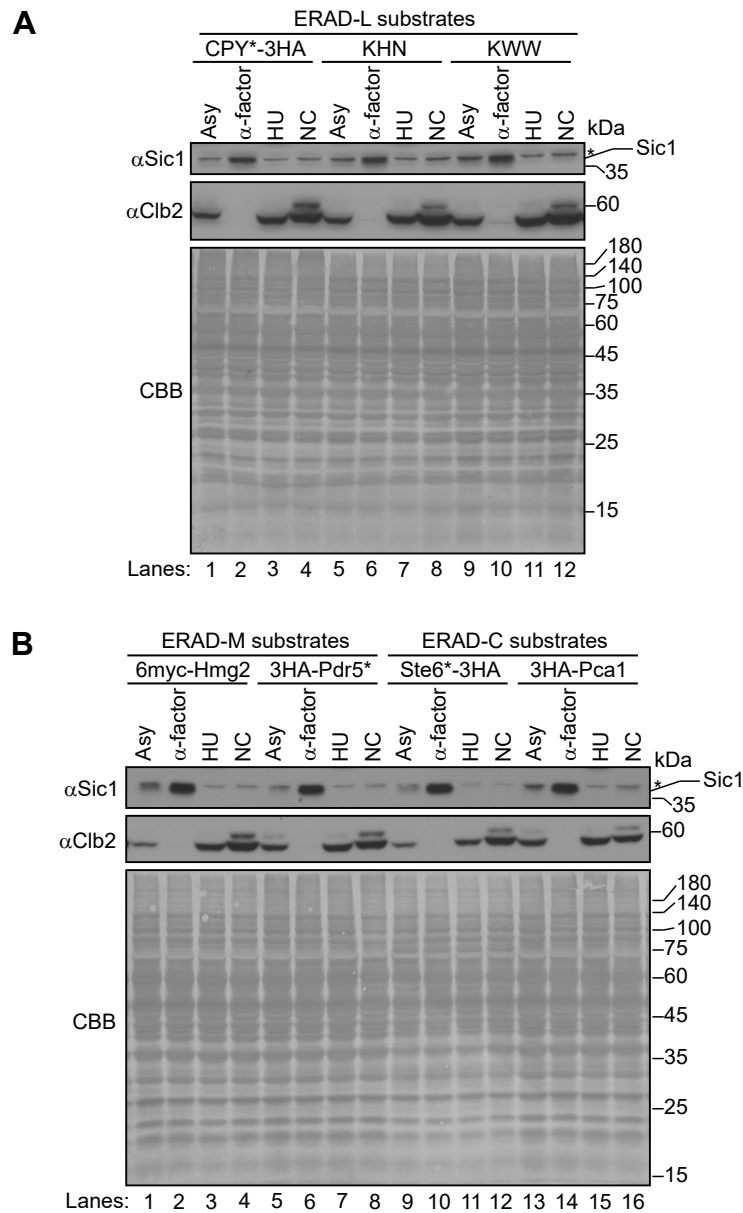 A
ERAD-L substrates
CPY*-3HA KHN KWW
Asy α-factor HU NC Asy α-factor HU NC Asy α-factor HU NC kDa
αSic1 * Sic1
35
αClb2 60
180
140
100
75
60
45
CBB 35
25
15
Lanes: 1 2 3 4 5 6 7 8 9 10 11 12
B
ERAD-M substrates ERAD-C substrates
6myc-Hmg2 3HA-Pdr5* Ste6*-3HA 3HA-Pca1
Asy α-factor HU NC Asy α-factor HU NC Asy α-factor HU NC Asy α-factor HU NC kDa
αSic1 * Sic1
35
αClb2 60
180
140
100
75
60
CBB 45
35
25
15
Lanes: 1 2 3 4 5 6 7 8 9 10 11 12 13 14 15 16